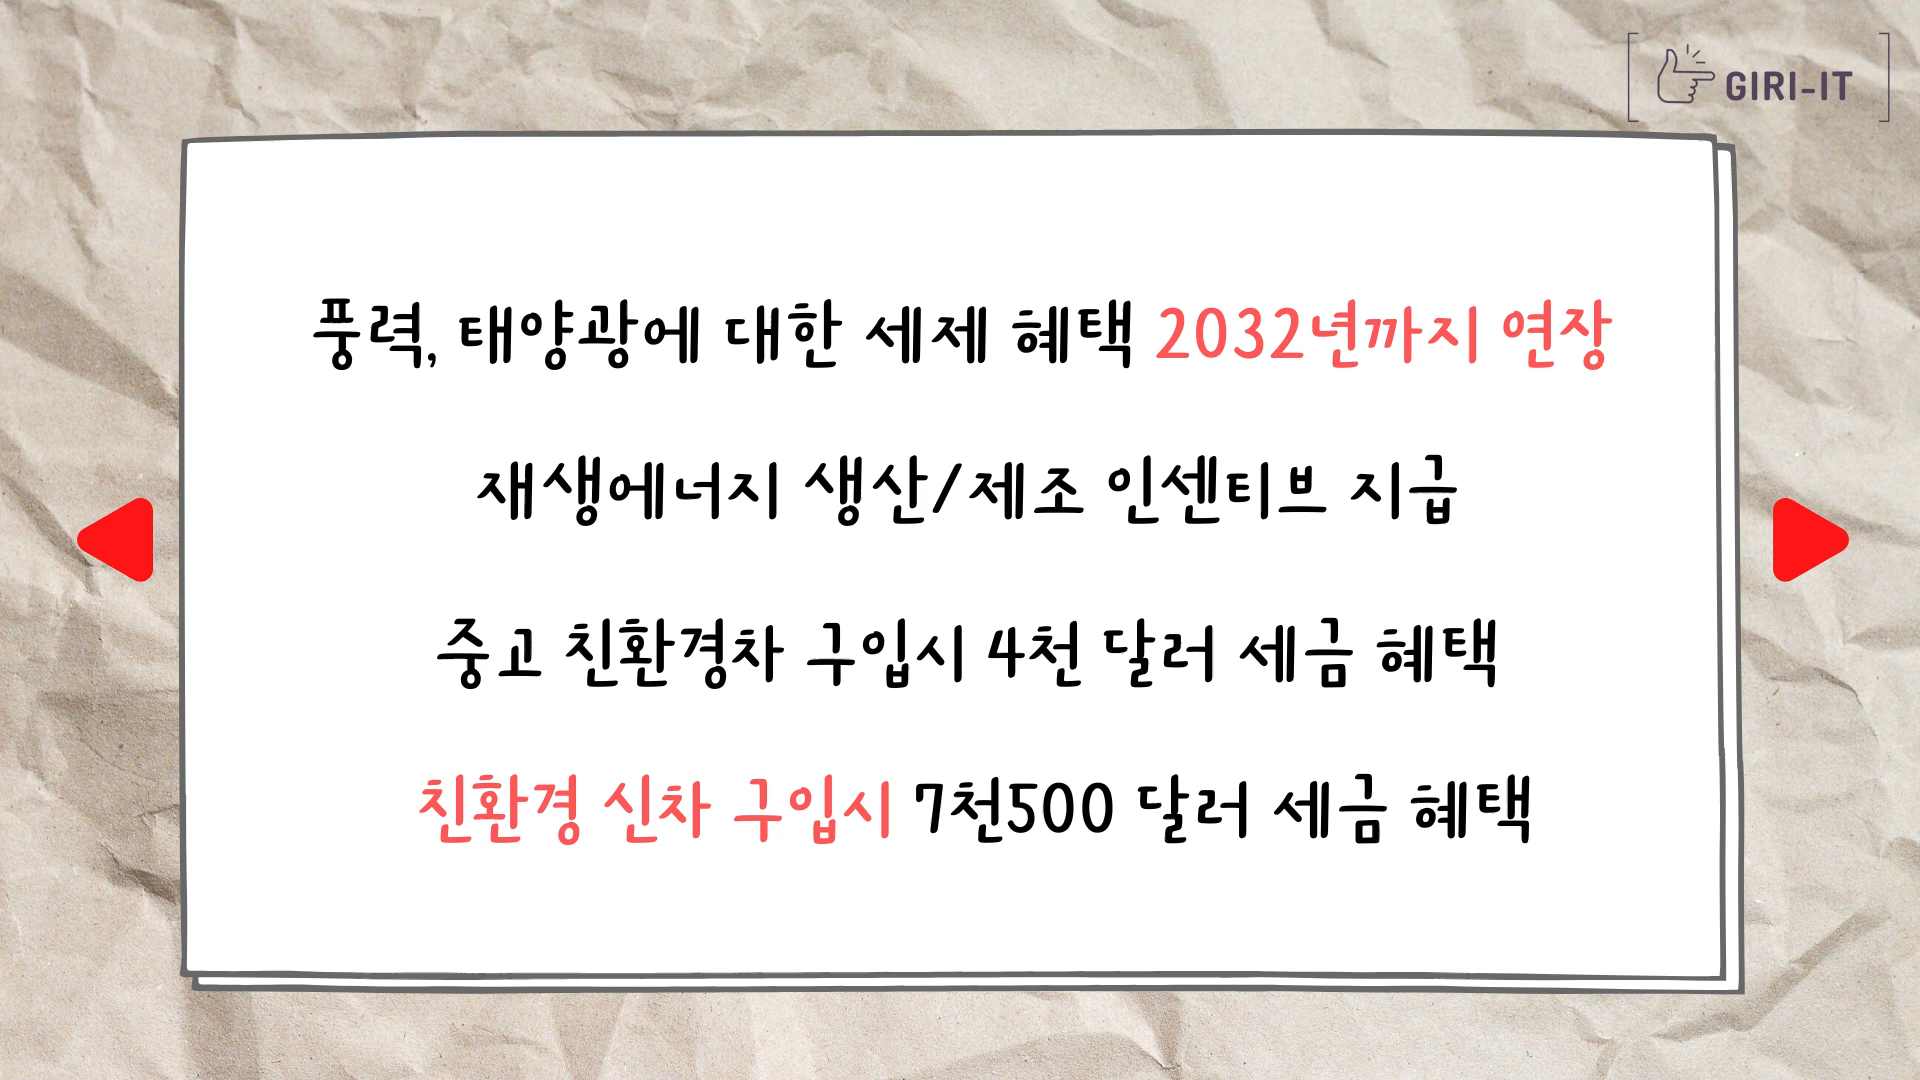 GIRI-IT
풍력, 태양광에 대한 세제 혜택 2032년까지 연장
재생에너지 생산/제조 인센티브 지급
중고 친환경차 구입시 4천 달러 세금 혜택
친환경 신차 구입시 7천500 달러 세금 혜택